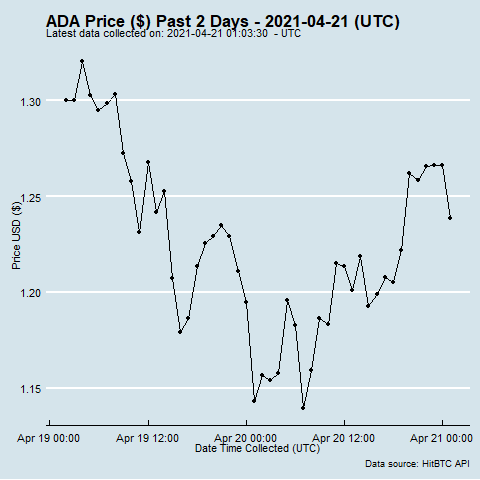 ADA Price ($) Past 2 Days - 2021-04-21 (UTC)
Latest data collected on: 2021-04-21 01:03:30 - UTC
Price USD ($)
1.30
1.25
1.20
1.15
Apr 19 00:00 Apr 19 12:00 Apr 20 00:00 Apr 20 12:00 Apr 21 00:00
Date Time Collected (UTC)
Data source: HitBTC API